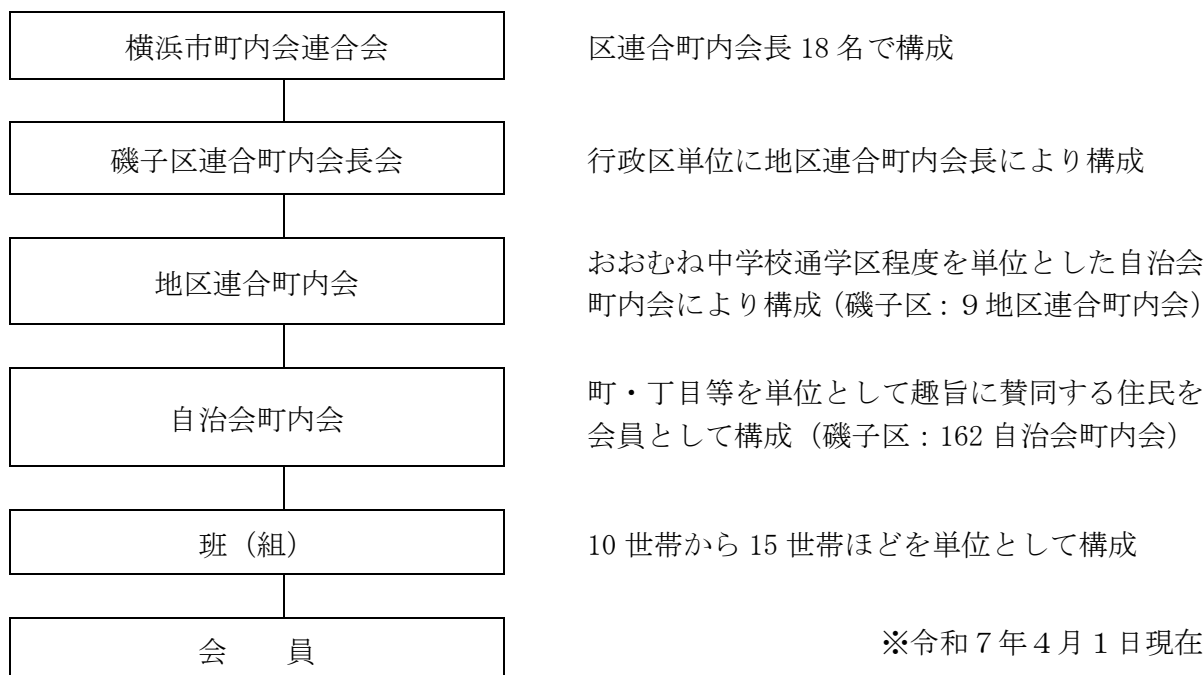 横浜市町内会連合会
区連合町内会長 18 名で構成
磯子区連合町内会長会
行政区単位に地区連合町内会長により構成
地区連合町内会
おおむね中学校通学区程度を単位とした自治会
町内会により構成（磯子区：９地区連合町内会）
自治会町内会
町・丁目等を単位として趣旨に賛同する住民を
会員として構成（磯子区：162 自治会町内会）
班（組）
10 世帯から 15 世帯ほどを単位として構成
会　　員
※令和７年４月１日現在